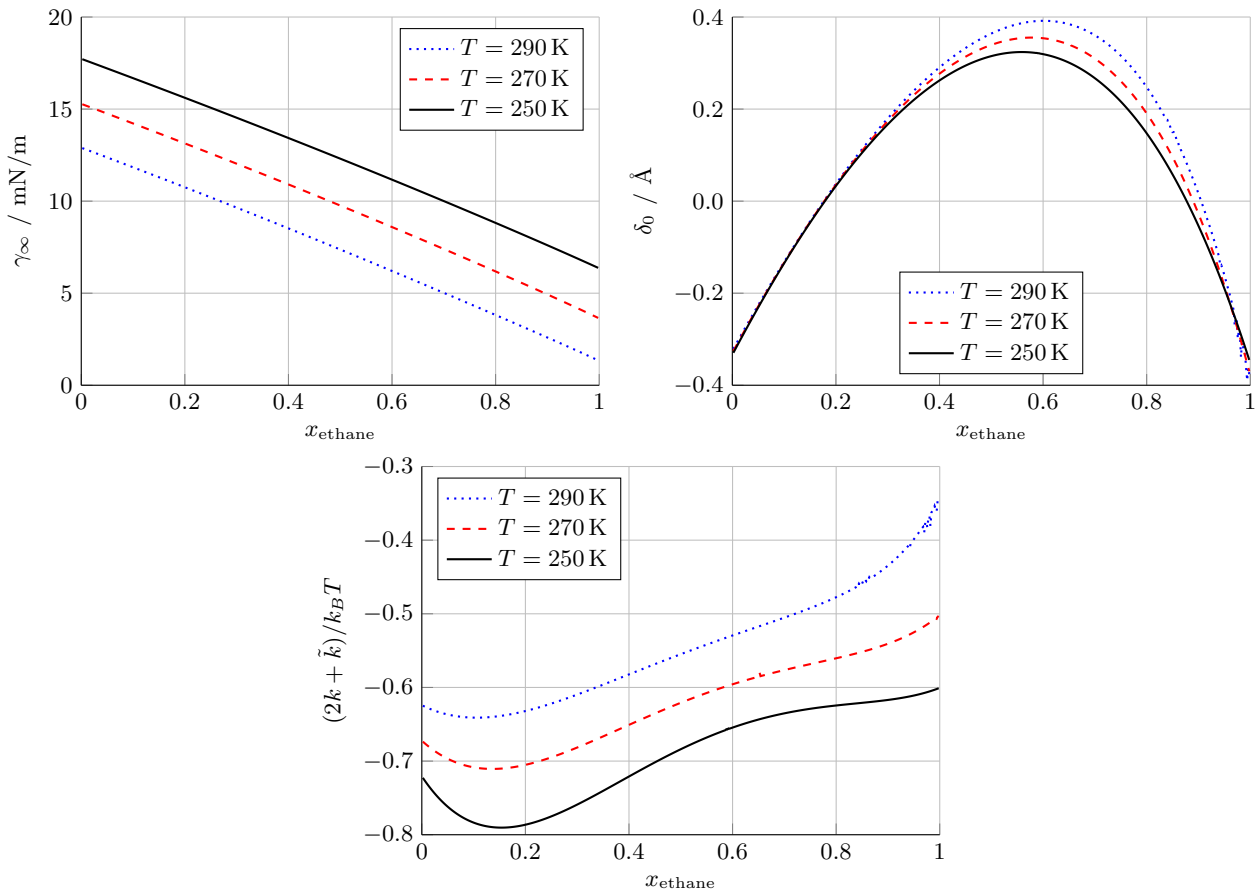 20
15
10
5
0
0
0.2
0.4
0.6
0.8
1
γ∞ / mN/m
x_ethane
T = 290 K
T = 270 K
T = 250 K
0.4
0.2
0.0
−0.2
−0.4
0
0.2
0.4
0.6
0.8
1
δ₀ / Å
x_ethane
T = 290 K
T = 270 K
T = 250 K
−0.3
−0.4
−0.5
−0.6
−0.7
−0.8
0
0.2
0.4
0.6
0.8
1
(2k + k̃)/k_BT
x_ethane
T = 290 K
T = 270 K
T = 250 K